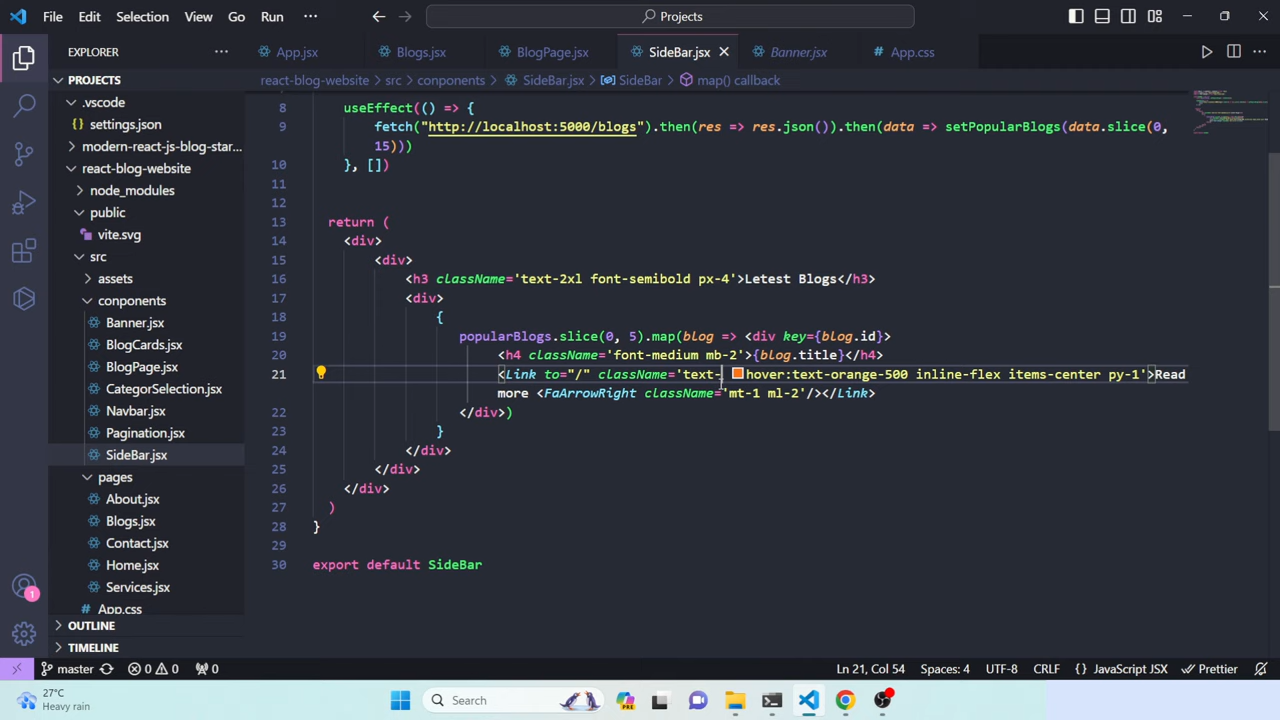 File Edit Selection View Go Run ··· Projects
EXPLORER ···
App.jsx Blogs.jsx BlogPage.jsx SideBar.jsx Banner.jsx App.css
react-blog-website > src > conponents > SideBar.jsx > SideBar > map() callback
PROJECTS
.vscode
settings.json
modern-react-js-blog-star...
react-blog-website
node_modules
public
vite.svg
src
assets
conponents
Banner.jsx
BlogCards.jsx
BlogPage.jsx
CategorSelection.jsx
Navbar.jsx
Pagination.jsx
SideBar.jsx
pages
About.jsx
Blogs.jsx
Contact.jsx
Home.jsx
Services.jsx
App.css
OUTLINE
TIMELINE
8 useEffect(() => {
9 fetch("http://localhost:5000/blogs").then(res => res.json()).then(data => setPopularBlogs(data.slice(0,
15)))
10 }, [])
11
12
13 return (
14 <div>
15 <div>
16 <h3 className='text-2xl font-semibold px-4'>Letest Blogs</h3>
17 <div>
18 {
19 popularBlogs.slice(0, 5).map(blog => <div key={blog.id}>
20 <h4 className='font-medium mb-2'>{blog.title}</h4>
21 <Link to="/" className='text- hover:text-orange-500 inline-flex items-center py-1'>Read
more <FaArrowRight className='mt-1 ml-2'/></Link>
22 </div>)
23 }
24 </div>
25 </div>
26 </div>
27 )
28 }
29
30 export default SideBar
1
master 0 0 0 Ln 21, Col 54 Spaces: 4 UTF-8 CRLF {} JavaScript JSX Prettier
27°C
Heavy rain
Search
PRE